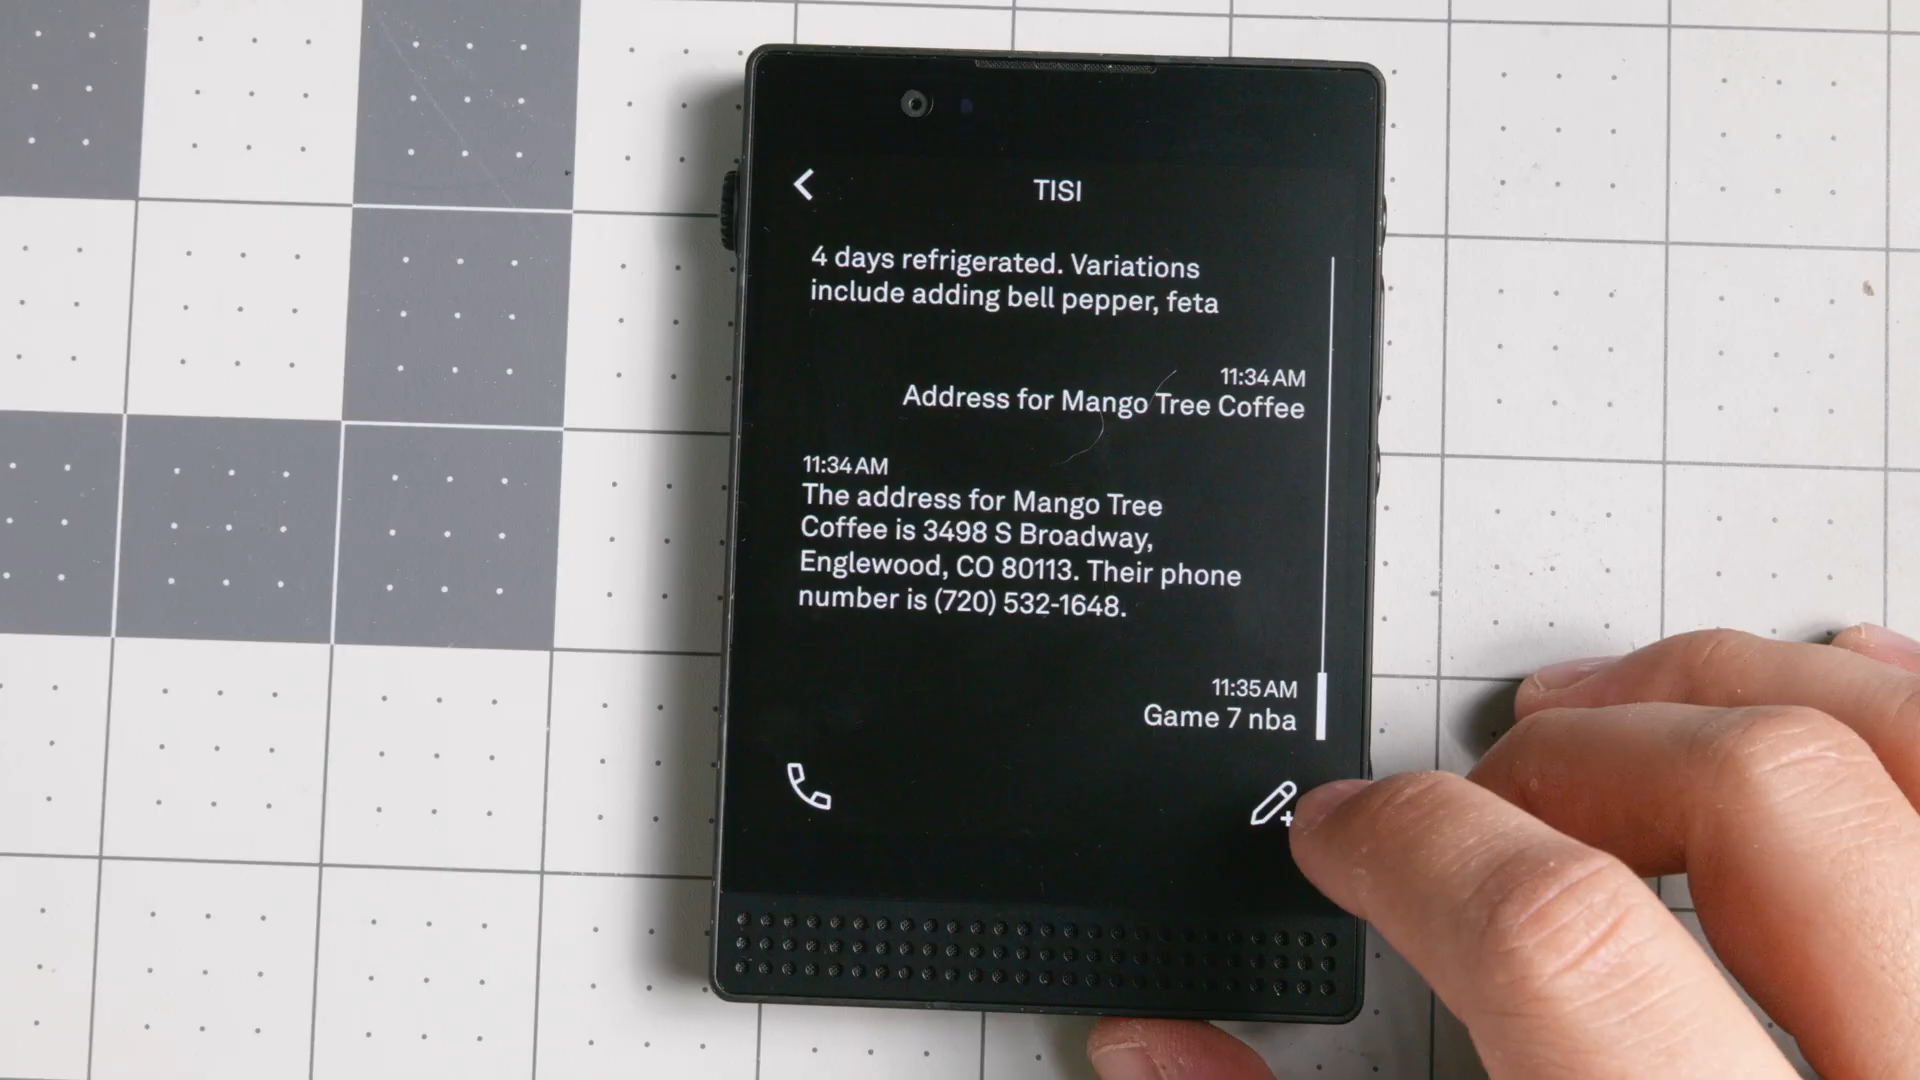 TISI
4 days refrigerated. Variations
include adding bell pepper, feta
11:34 AM
Address for Mango Tree Coffee
11:34 AM
The address for Mango Tree
Coffee is 3498 S Broadway,
Englewood, CO 80113. Their phone
number is (720) 532-1648.
11:35 AM
Game 7 nba